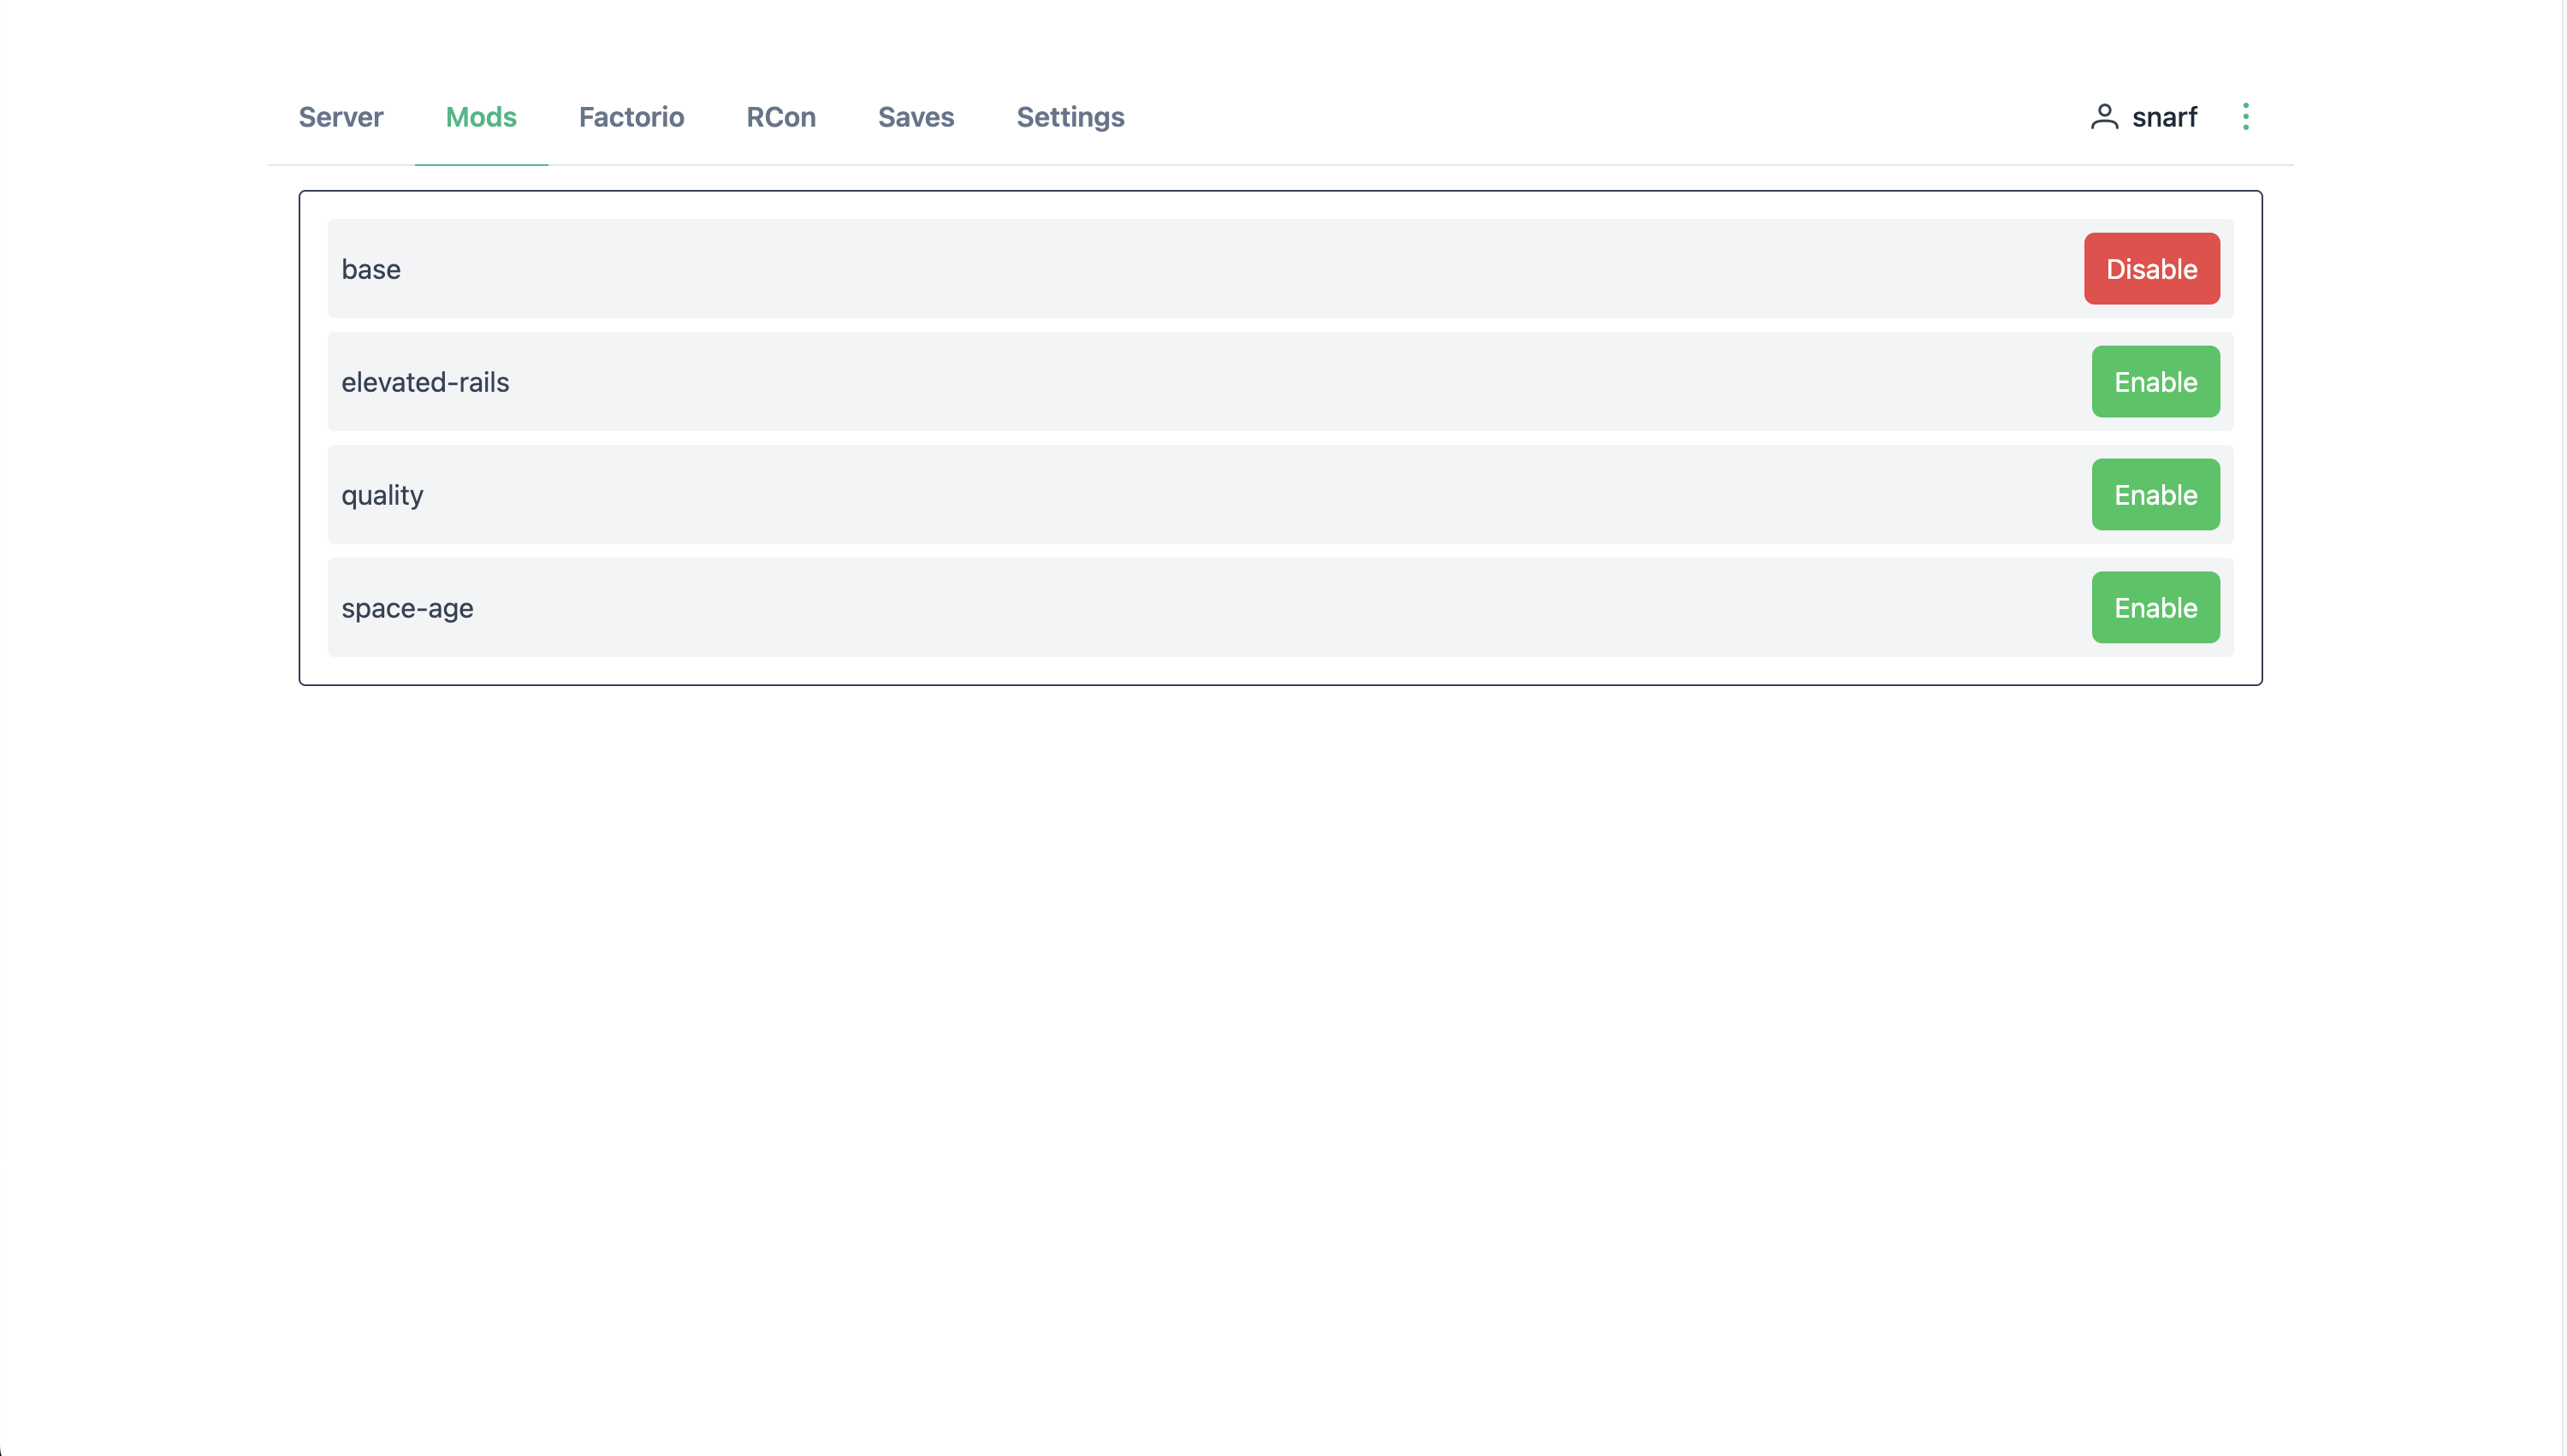 Server Mods Factorio RCon Saves Settings snarf
base Disable
elevated-rails Enable
quality Enable
space-age Enable